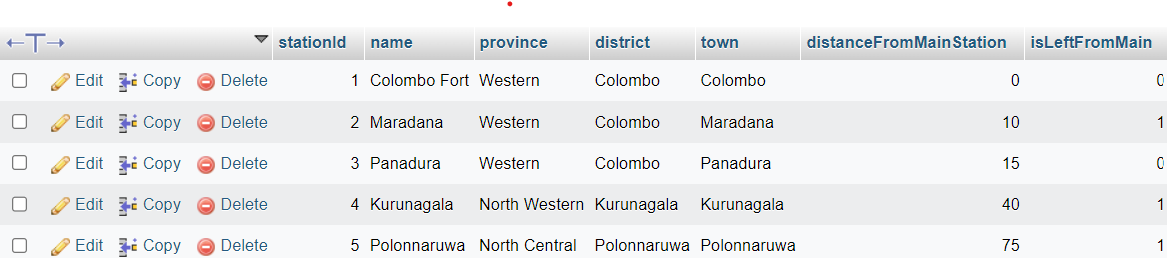 ←T→ stationId name province district town distanceFromMainStation isLeftFromMain
Edit Copy Delete 1 Colombo Fort Western Colombo Colombo 0 0
Edit Copy Delete 2 Maradana Western Colombo Maradana 10 1
Edit Copy Delete 3 Panadura Western Colombo Panadura 15 0
Edit Copy Delete 4 Kurunagala North Western Kurunagala Kurunagala 40 1
Edit Copy Delete 5 Polonnaruwa North Central Polonnaruwa Polonnaruwa 75 1